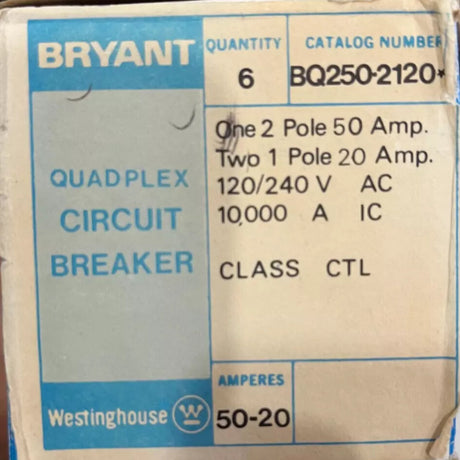 BRYANT
QUANTITY
6
CATALOG NUMBER
BQ250-2120*
One 2 Pole 50 Amp.
Two 1 Pole 20 Amp.
120/240 V AC
10,000 A IC
CLASS CTL
QUADPLEX
CIRCUIT
BREAKER
Westinghouse W
AMPERES
50-20